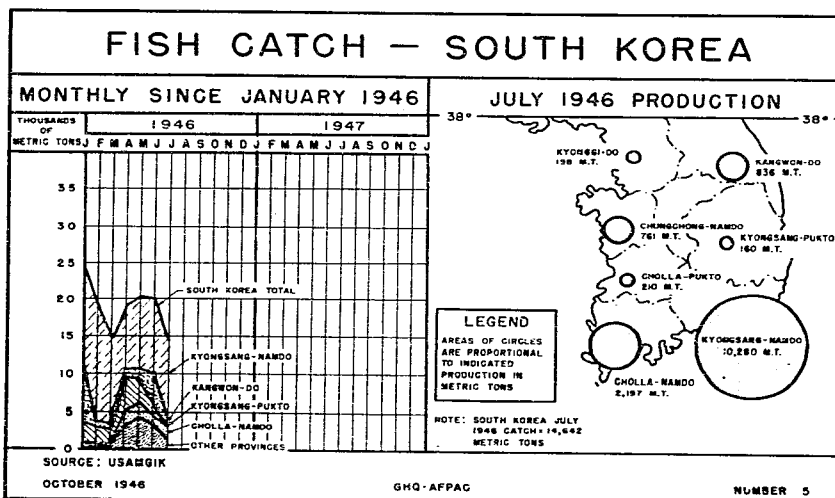 FISH CATCH — SOUTH KOREA
MONTHLY SINCE JANUARY 1946
THOUSANDS
OF
METRIC TONS
1946
1947
J F M A M J J A S O N D J F M A M J J A S O N D J
35
30
25
20
15
10
5
0
SOUTH KOREA TOTAL
KYONGSANG-NAMDO
KANGWON-DO
KYONGSANG-PUKTO
CHOLLA-NAMDO
OTHER PROVINCES
JULY 1946 PRODUCTION
38°
38°
KYONGGI-DO
198 M.T.
KANGWON-DO
836 M.T.
CHUNGCHONG-NAMDO
761 M.T.
KYONGSANG-PUKTO
160 M.T.
CHOLLA-PUKTO
210 M.T.
KYONGSANG-NAMDO
10,280 M.T.
CHOLLA-NAMDO
2,197 M.T.
LEGEND
AREAS OF CIRCLES
ARE PROPORTIONAL
TO INDICATED
PRODUCTION IN
METRIC TONS
NOTE: SOUTH KOREA JULY
1946 CATCH = 14,642
METRIC TONS
SOURCE: USAMGIK
OCTOBER 1946
GHQ-AFPAC
NUMBER 5